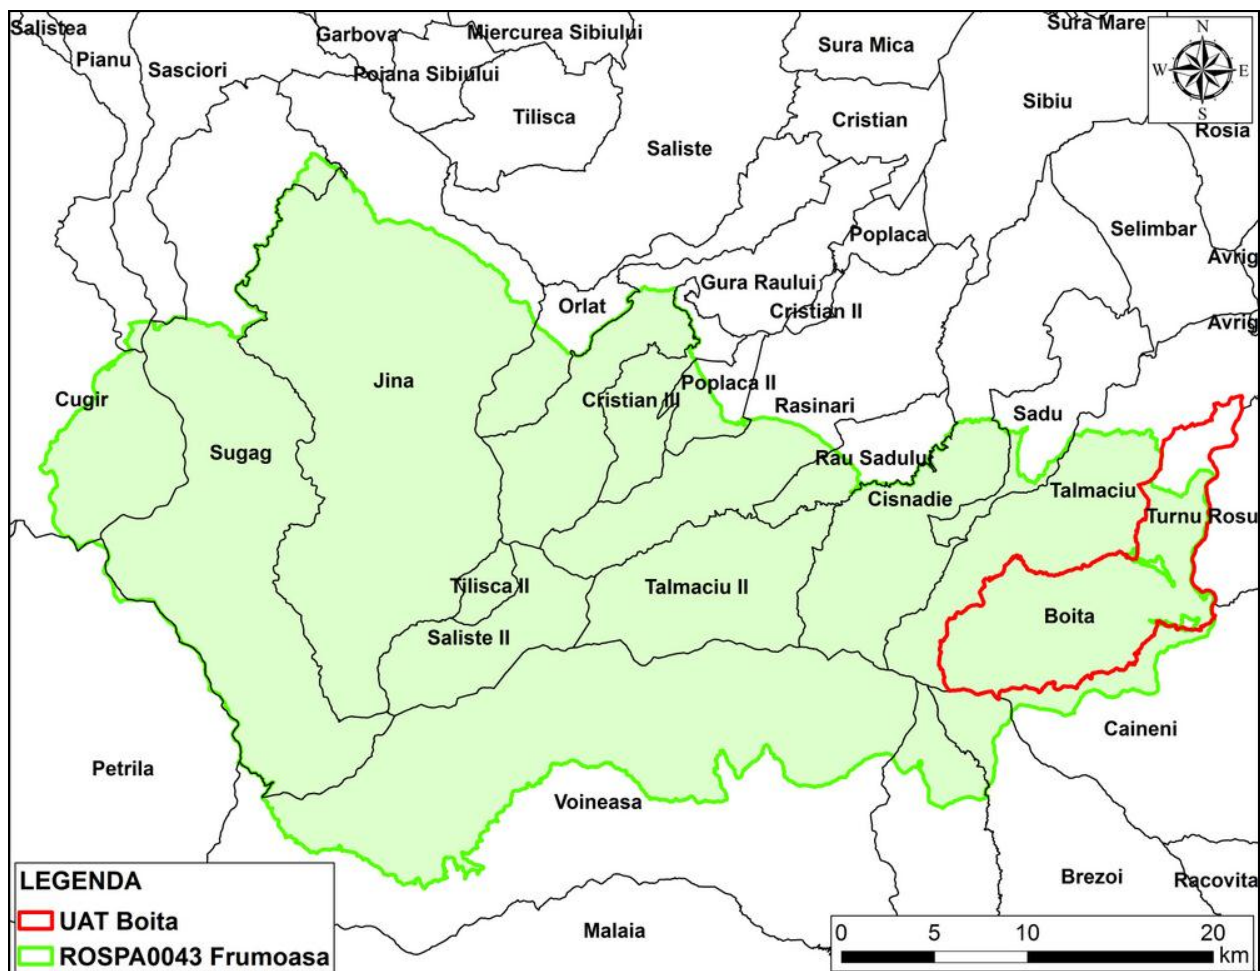 Salistea
Garbova
Miercurea Sibiului
Sura Mare
N
Pianu
Sasciori
Poiana Sibiului
Sura Mica
W
E
S
Tilisca
Cristian
Sibiu
Rosia
Saliste
Selimbar
Poplaca
Avrig
Gura Raului
Orlat
Cristian II
Avrig
Jina
Poplaca II
Cugir
Cristian III
Rasinari
Sadu
Sugag
Rau Sadului
Cisnadie
Talmaciu
Turnu Rosu
Tilisca II
Talmaciu II
Boita
Saliste II
Caineni
Petrila
Voineasa
Brezoi
Racovita
Malaia
LEGENDA
UAT Boita
ROSPA0043 Frumoasa
0 5 10 20
km